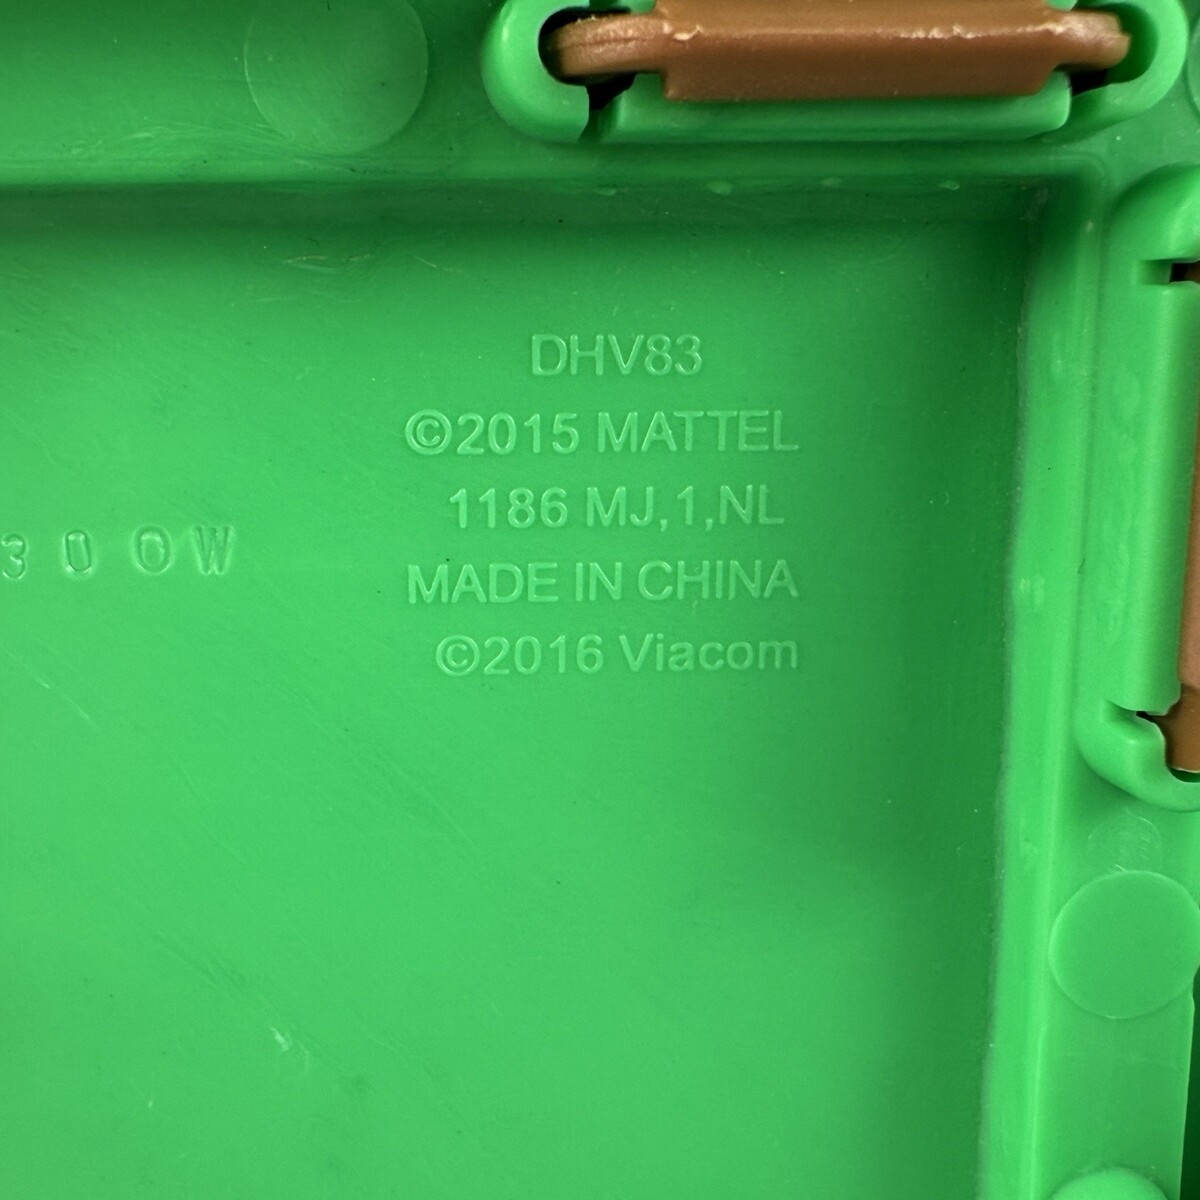 DHV83
©2015 MATTEL
1186 MJ,1,NL
MADE IN CHINA
©2016 Viacom
300W